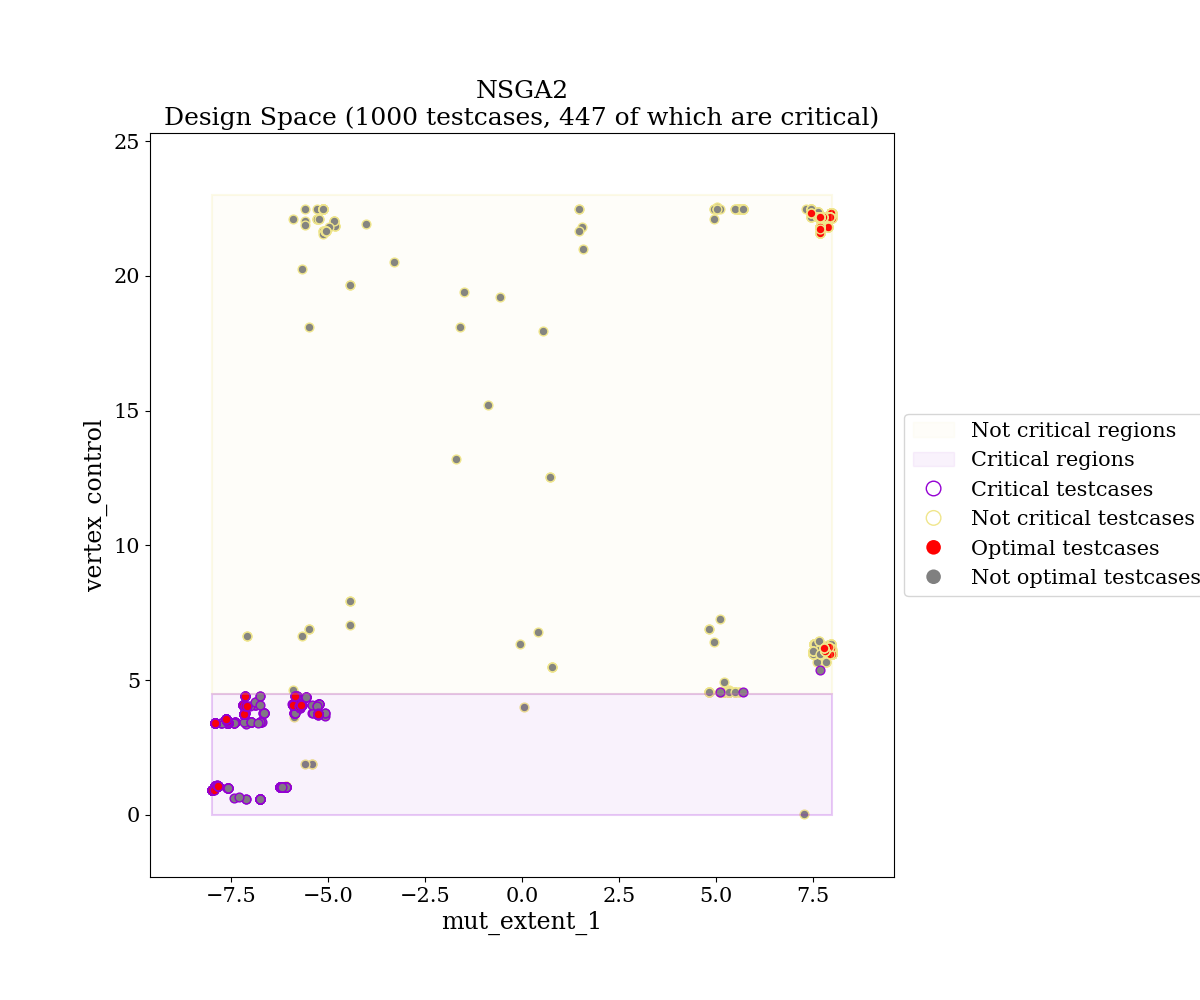 NSGA2
Design Space (1000 testcases, 447 of which are critical)
25
20
15
10
5
0
vertex_control
−7.5
−5.0
−2.5
0.0
2.5
5.0
7.5
mut_extent_1
Not critical regions
Critical regions
Critical testcases
Not critical testcases
Optimal testcases
Not optimal testcases